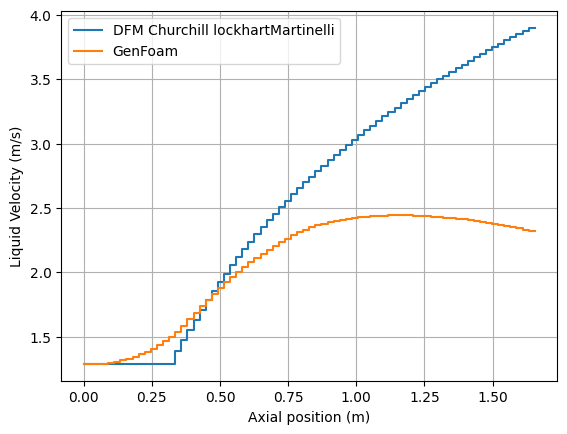 DFM Churchill lockhartMartinelli
GenFoam
4.0
3.5
3.0
2.5
2.0
1.5
Liquid Velocity (m/s)
0.00 0.25 0.50 0.75 1.00 1.25 1.50
Axial position (m)